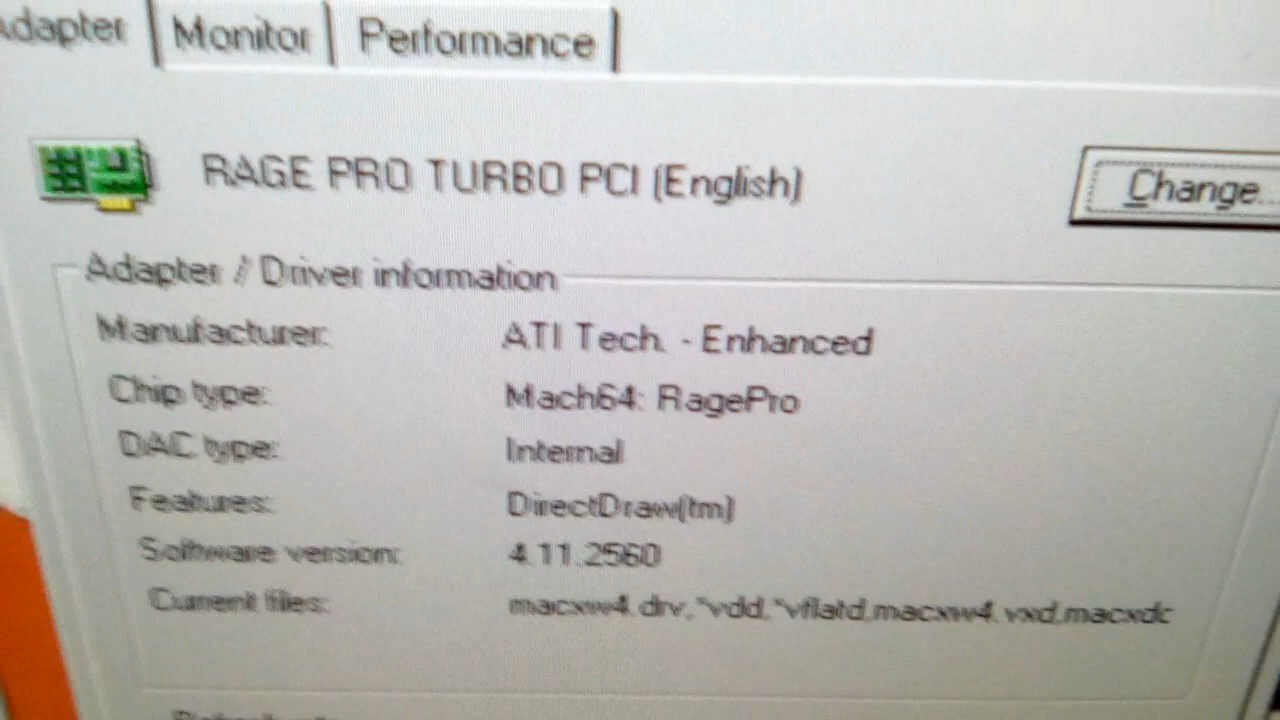 Adapter Monitor Performance
RAGE PRO TURBO PCI (English)
Change...
Adapter / Driver information
Manufacturer: ATI Tech. - Enhanced
Chip type: Mach64: RagePro
DAC type: Internal
Features: DirectDraw(tm)
Software version: 4.11.2560
Current files: macxw4.drv,*vdd,*vflatd,macxw4.vxd,macxdc